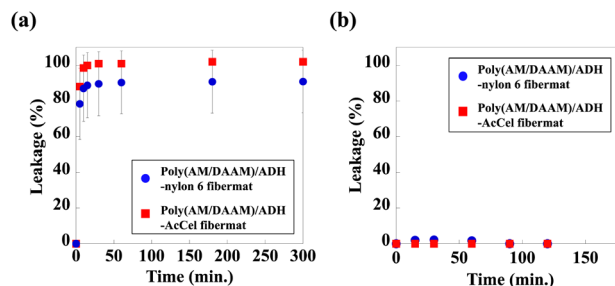 (a)
100
80
60
40
20
0
Leakage (%)
Poly(AM/DAAM)/ADH
-nylon 6 fibermat
Poly(AM/DAAM)/ADH
-AcCel fibermat
0 50 100 150 200 250 300
Time (min.)
(b)
100
80
60
40
20
0
Leakage (%)
Poly(AM/DAAM)/ADH
-nylon 6 fibermat
Poly(AM/DAAM)/ADH
-AcCel fibermat
0 50 100 150
Time (min.)